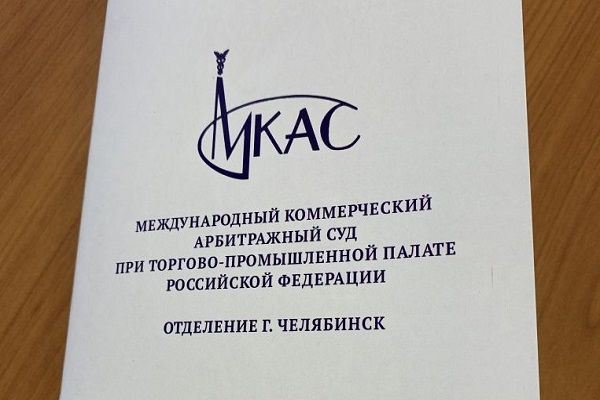 МКАС
МЕЖДУНАРОДНЫЙ КОММЕРЧЕСКИЙ
АРБИТРАЖНЫЙ СУД
ПРИ ТОРГОВО-ПРОМЫШЛЕННОЙ ПАЛАТЕ
РОССИЙСКОЙ ФЕДЕРАЦИИ
ОТДЕЛЕНИЕ Г. ЧЕЛЯБИНСК